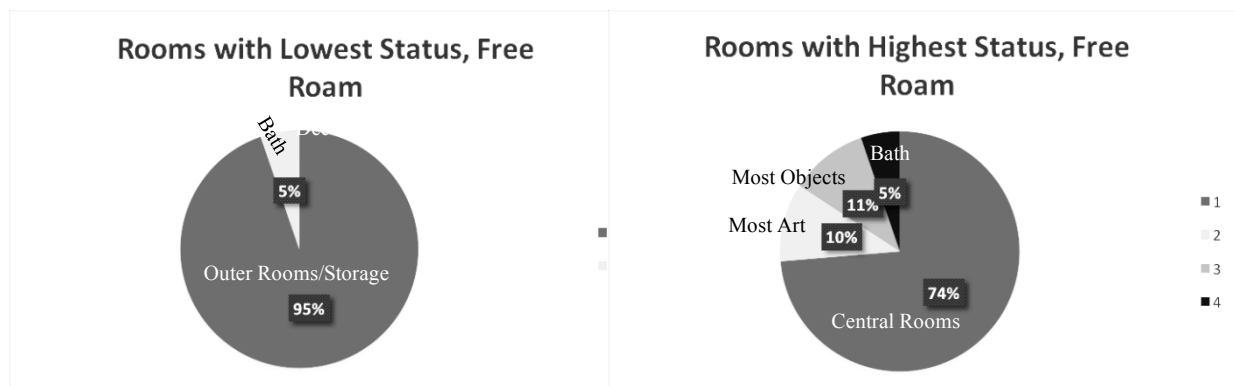 Rooms with Lowest Status, Free
Roam
Bath
5%
Outer Rooms/Storage
95%
Rooms with Highest Status, Free
Roam
Bath
Most Objects
5%
11%
Most Art
10%
74%
Central Rooms
1
2
3
4